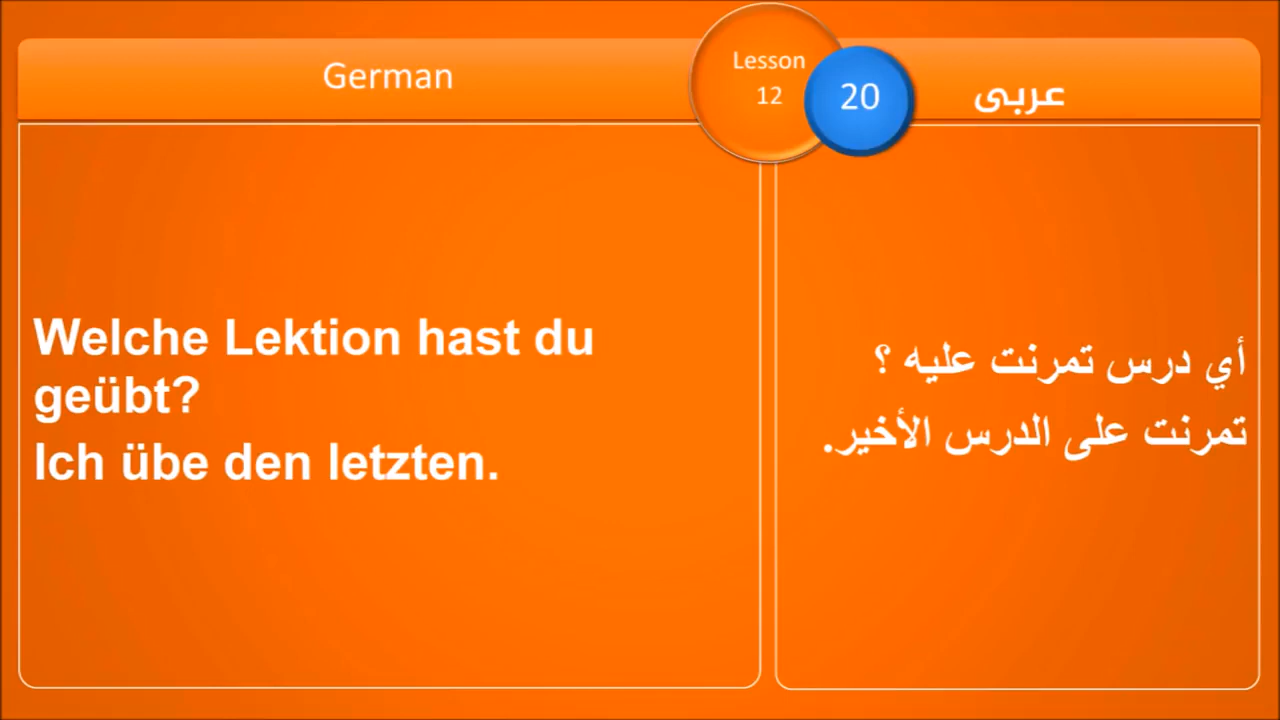 German
Lesson
12
20
عربى
Welche Lektion hast du
geübt?
Ich übe den letzten.
أي درس تمرنت عليه ؟
تمرنت على الدرس الأخير.